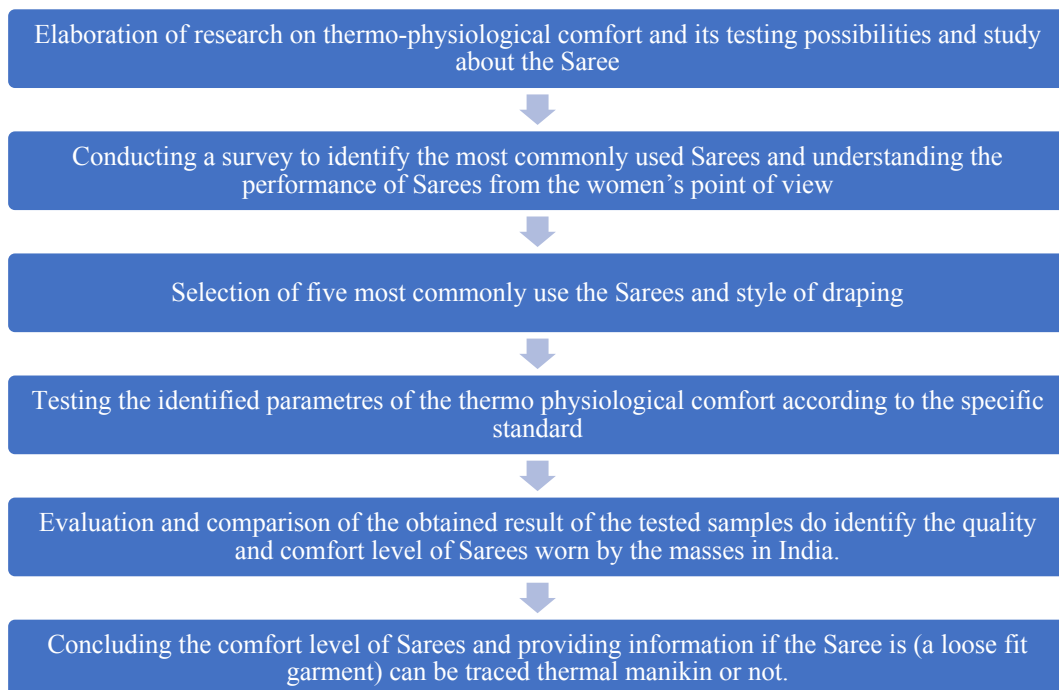 Elaboration of research on thermo-physiological comfort and its testing possibilities and study
about the Saree
Conducting a survey to identify the most commonly used Sarees and understanding the
performance of Sarees from the women’s point of view
Selection of five most commonly use the Sarees and style of draping
Testing the identified parametres of the thermo physiological comfort according to the specific
standard
Evaluation and comparison of the obtained result of the tested samples do identify the quality
and comfort level of Sarees worn by the masses in India.
Concluding the comfort level of Sarees and providing information if the Saree is (a loose fit
garment) can be traced thermal manikin or not.